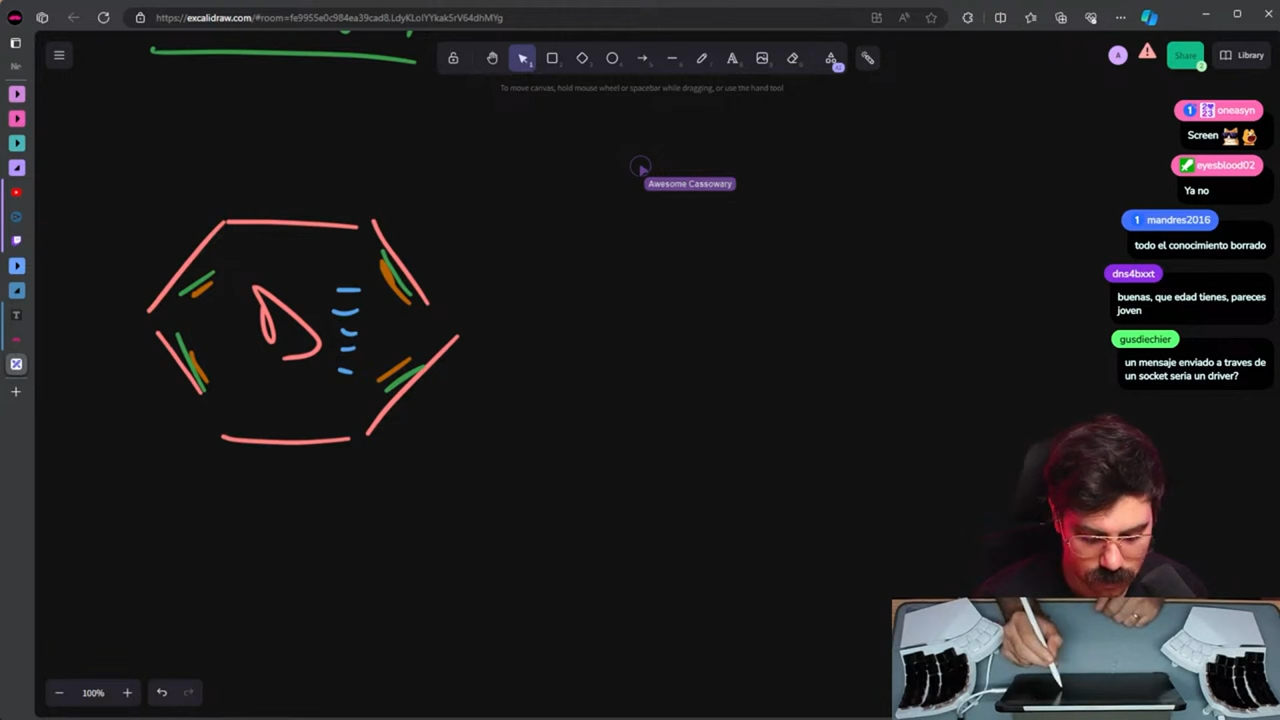 https://excalidraw.com/#room=fe9955e0c984ea39cad8,LdyKLoIYYkak5rV64dhMYg
To move canvas, hold mouse wheel or spacebar while dragging, or use the hand tool
A
Share
2
Library
Awesome Cassowary
1 oneasyn
Screen
eyesblood02
Ya no
1 mandres2016
todo el conocimiento borrado
dns4bxxt
buenas, que edad tienes, pareces
joven
gusdiechier
un mensaje enviado a traves de
un socket seria un driver?
100%